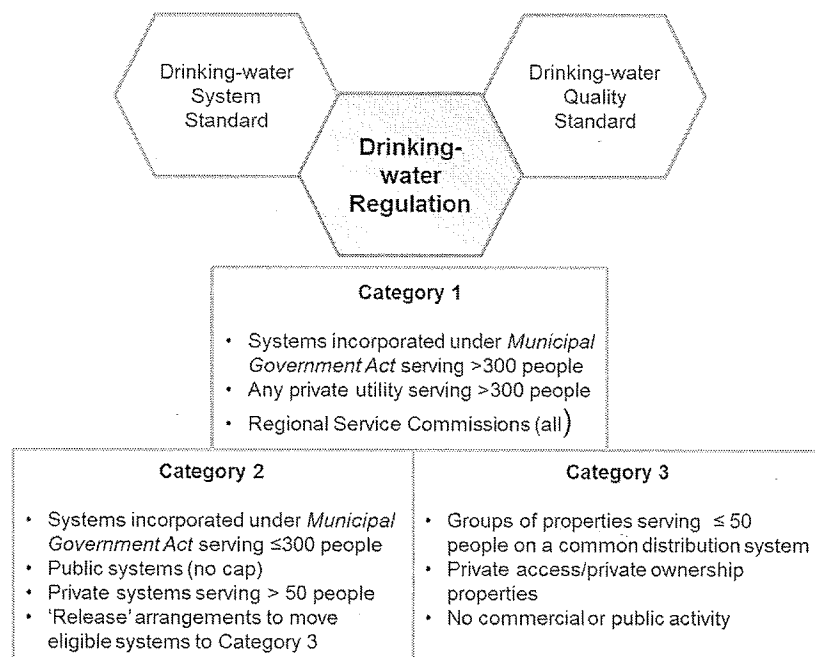 Drinking-water
System
Standard
Drinking-water
Quality
Standard
Drinking-
water
Regulation
Category 1
• Systems incorporated under Municipal
Government Act serving >300 people
• Any private utility serving >300 people
• Regional Service Commissions (all)
Category 2
• Systems incorporated under Municipal
Government Act serving ≤300 people
• Public systems (no cap)
• Private systems serving > 50 people
• ‘Release’ arrangements to move
eligible systems to Category 3
Category 3
• Groups of properties serving ≤ 50
people on a common distribution system
• Private access/private ownership
properties
• No commercial or public activity